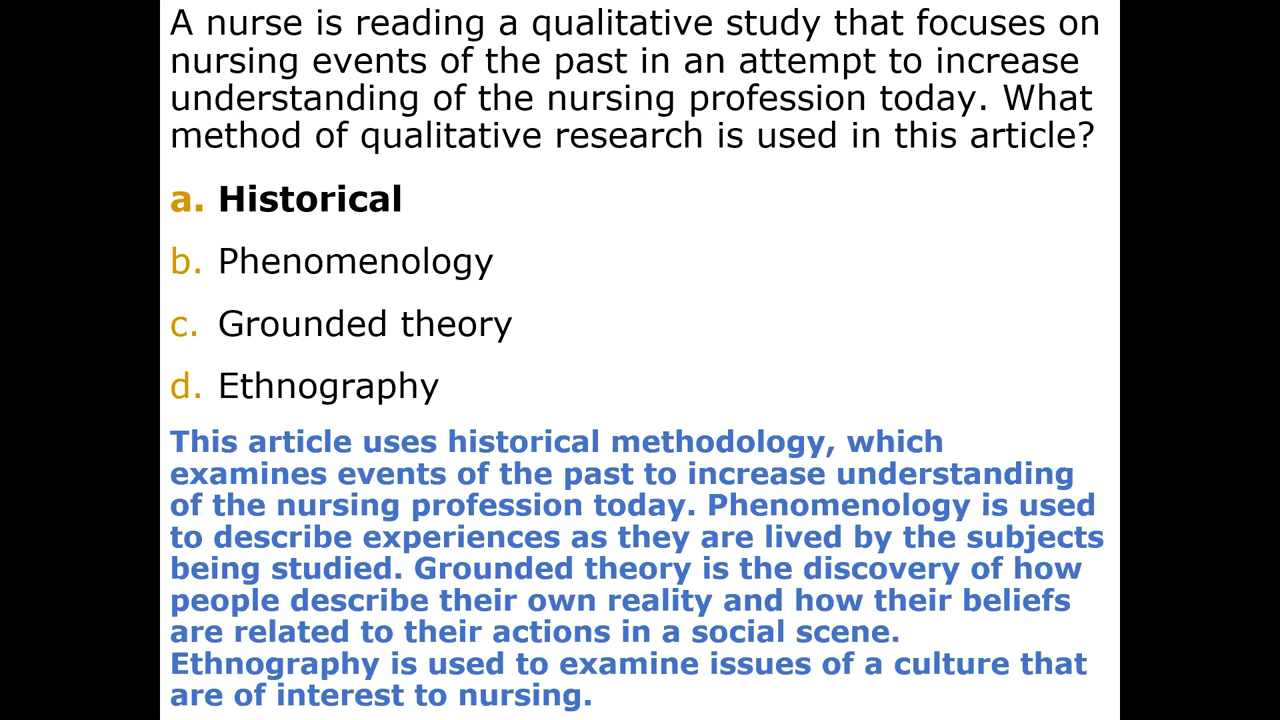 A nurse is reading a qualitative study that focuses on
nursing events of the past in an attempt to increase
understanding of the nursing profession today. What
method of qualitative research is used in this article?
a. Historical
b. Phenomenology
c. Grounded theory
d. Ethnography
This article uses historical methodology, which
examines events of the past to increase understanding
of the nursing profession today. Phenomenology is used
to describe experiences as they are lived by the subjects
being studied. Grounded theory is the discovery of how
people describe their own reality and how their beliefs
are related to their actions in a social scene.
Ethnography is used to examine issues of a culture that
are of interest to nursing.